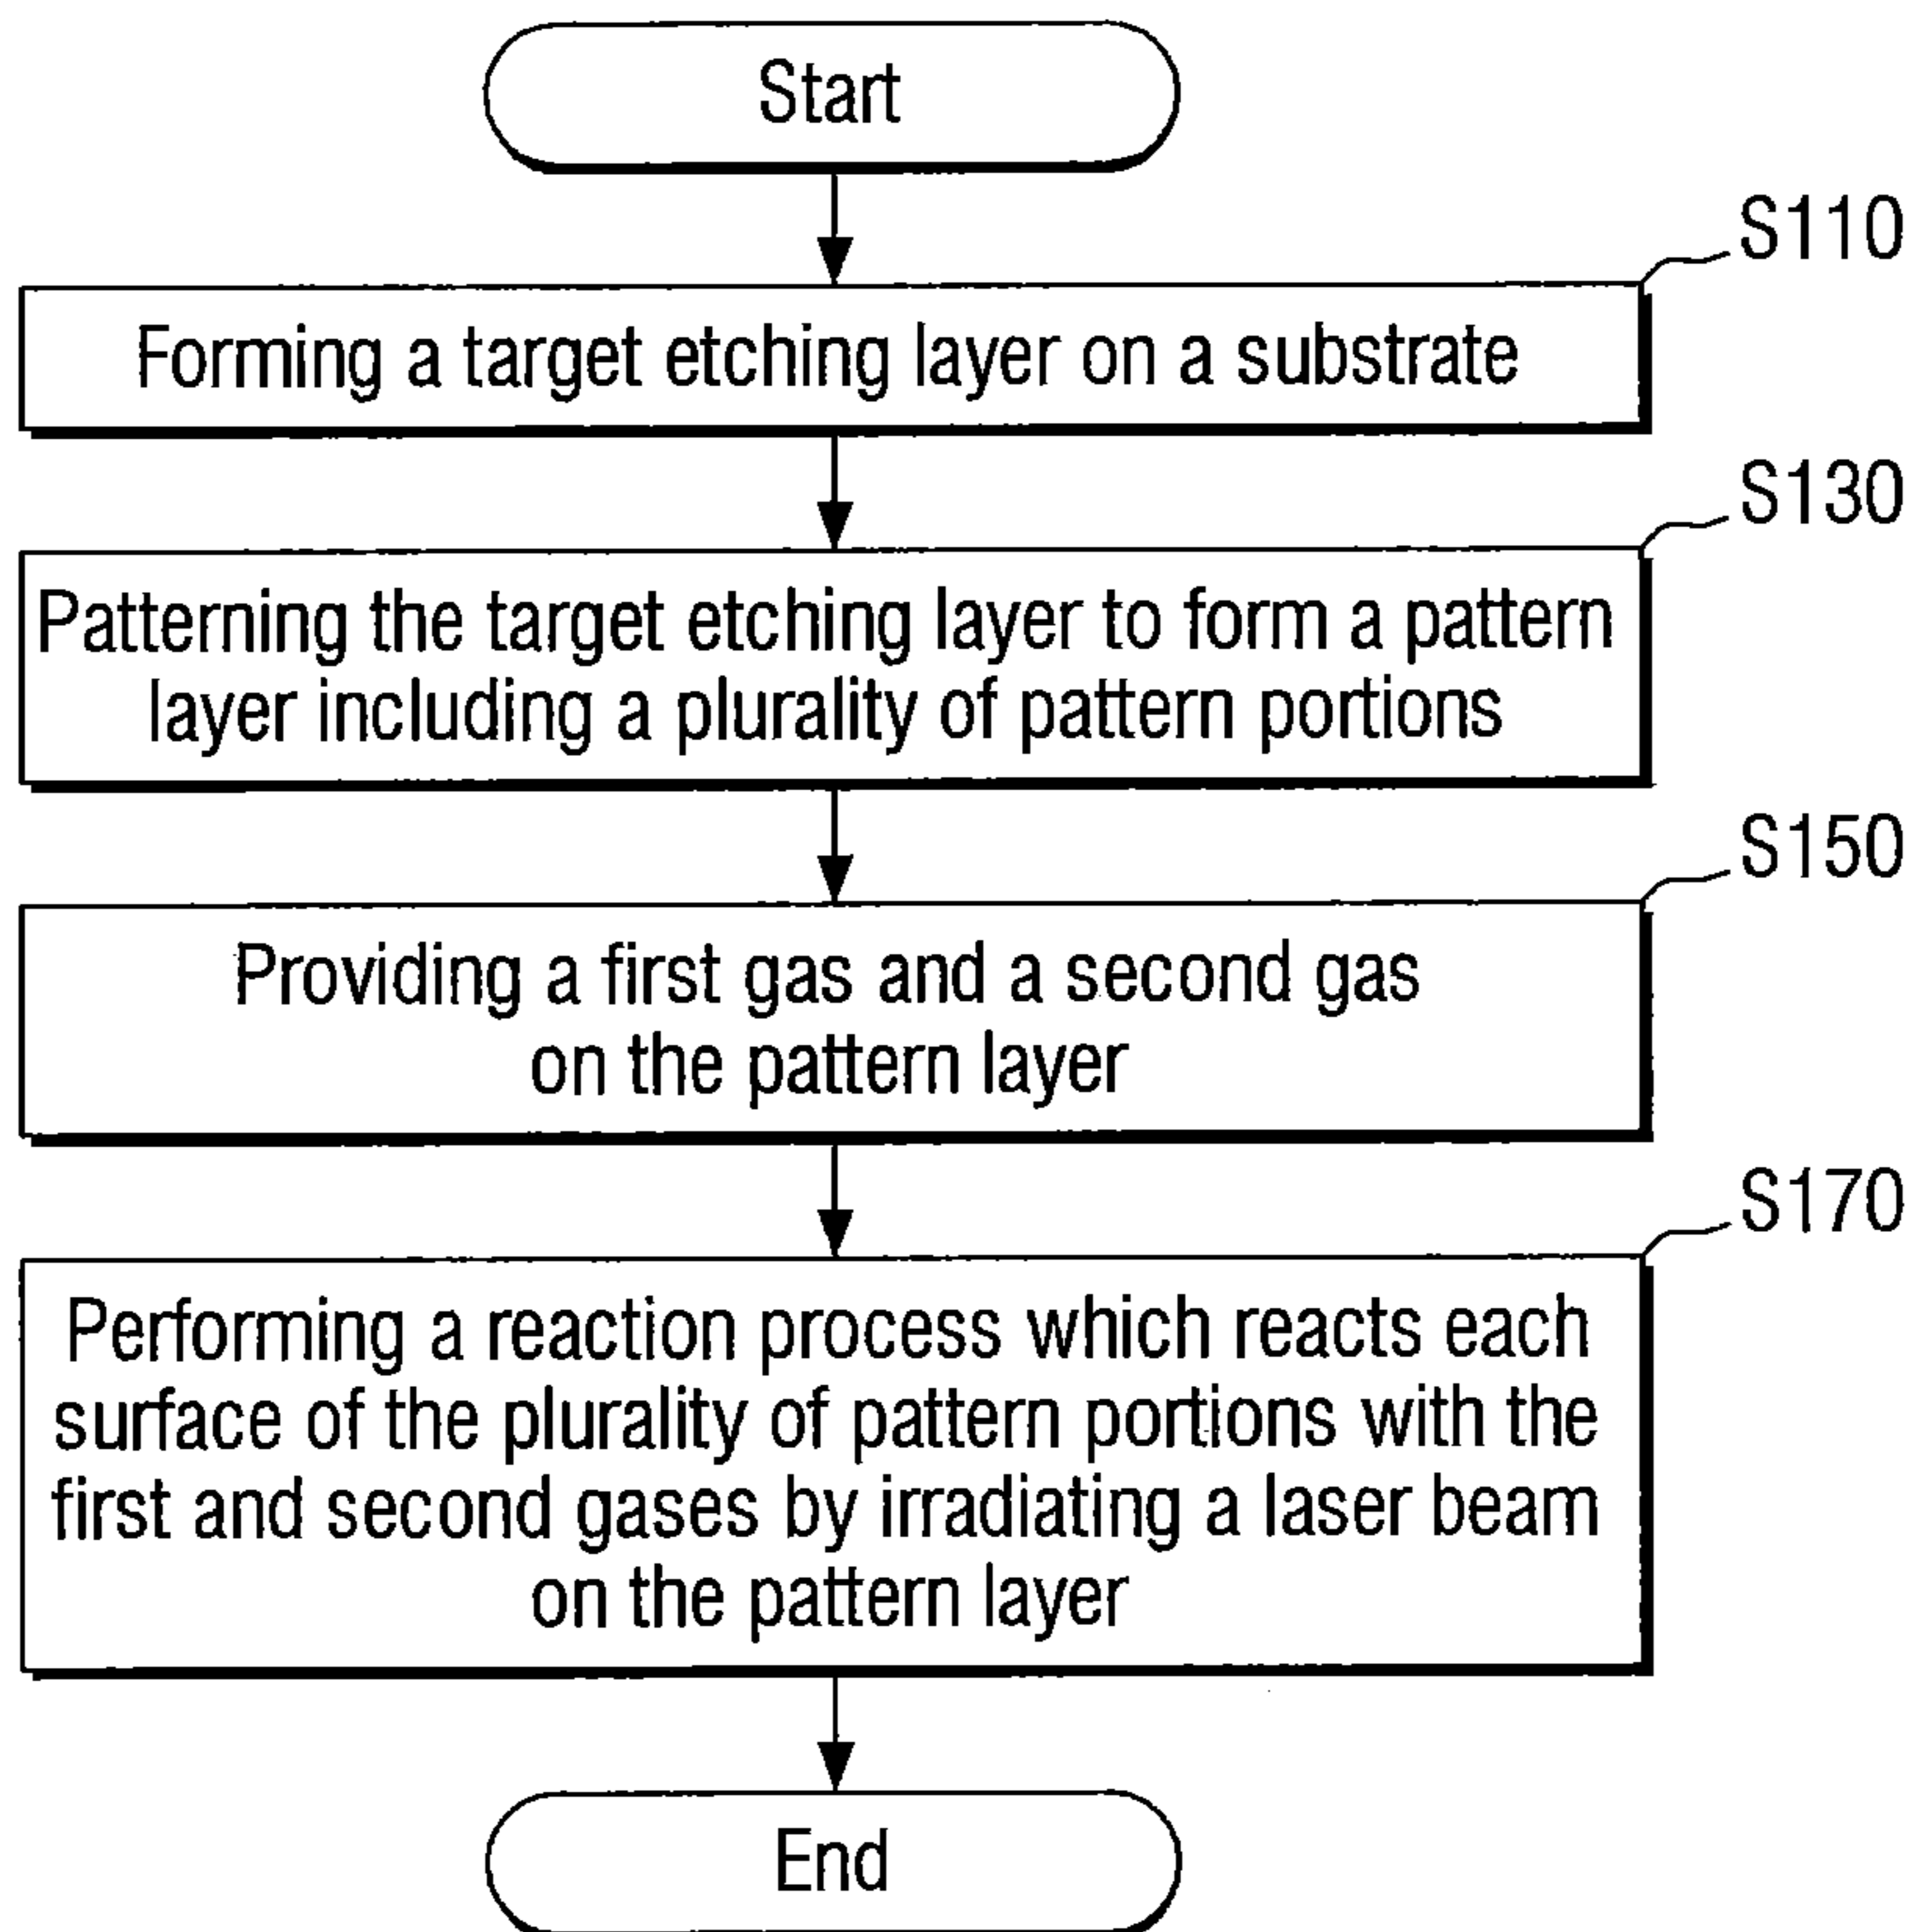 Start
S110
Forming a target etching layer on a substrate
S130
Patterning the target etching layer to form a pattern
layer including a plurality of pattern portions
S150
Providing a first gas and a second gas
on the pattern layer
S170
Performing a reaction process which reacts each
surface of the plurality of pattern portions with the
first and second gases by irradiating a laser beam
on the pattern layer
End